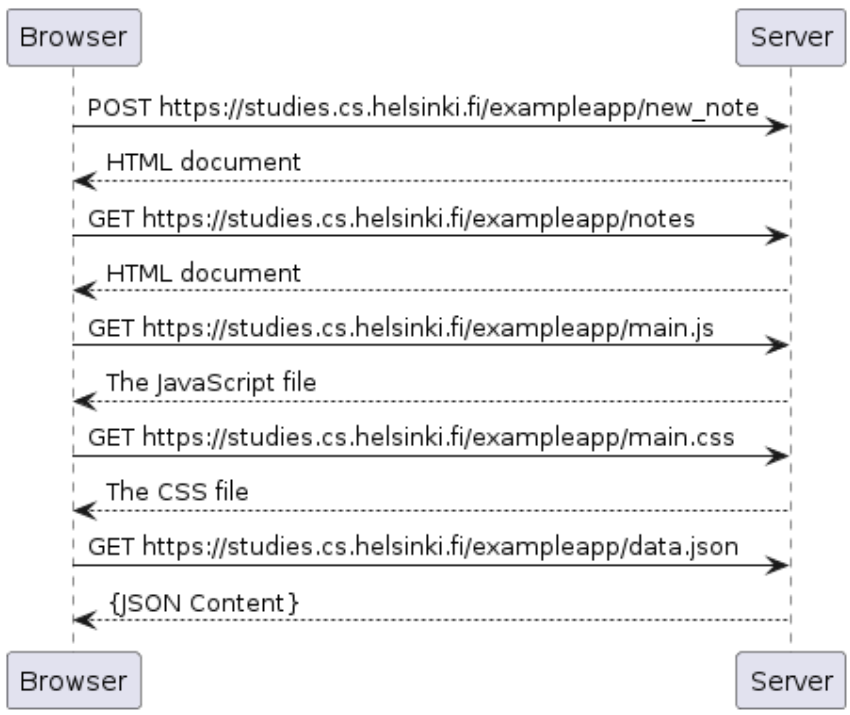 Browser
Server
POST https://studies.cs.helsinki.fi/exampleapp/new_note
HTML document
GET https://studies.cs.helsinki.fi/exampleapp/notes
HTML document
GET https://studies.cs.helsinki.fi/exampleapp/main.js
The JavaScript file
GET https://studies.cs.helsinki.fi/exampleapp/main.css
The CSS file
GET https://studies.cs.helsinki.fi/exampleapp/data.json
{JSON Content}
Browser
Server